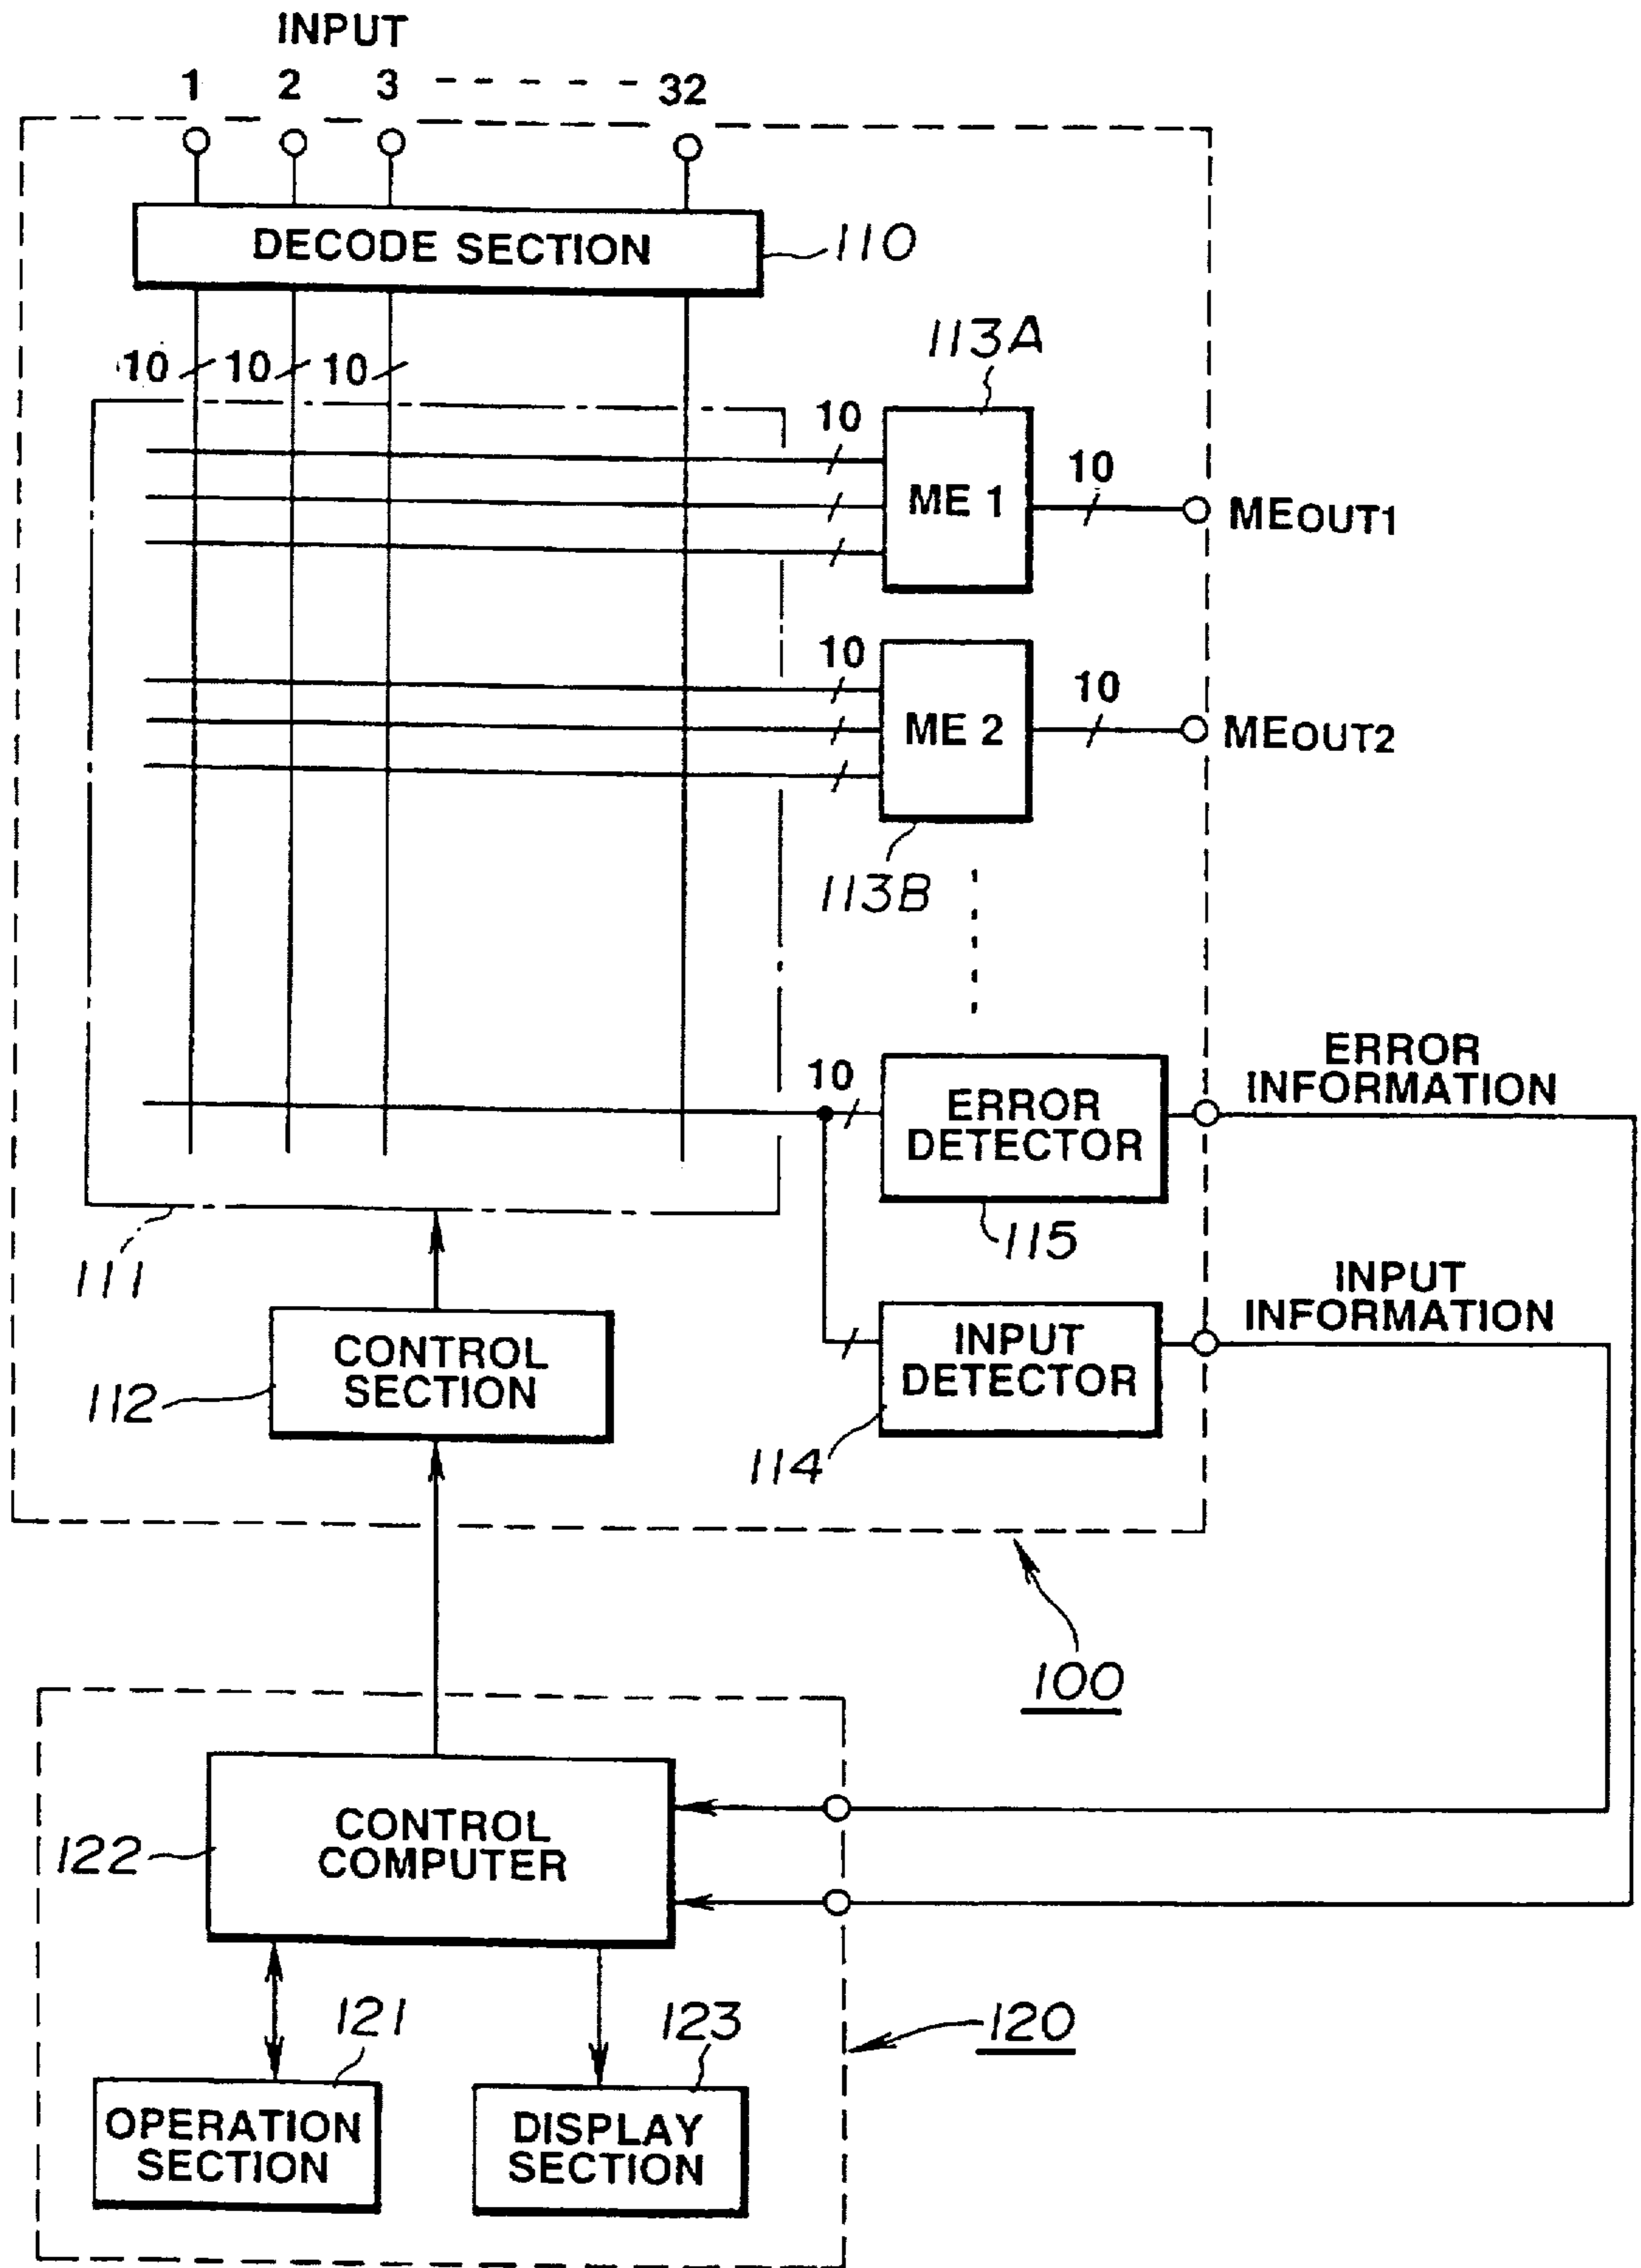 INPUT
1 2 3 - - - - - - 32
DECODE SECTION
110
10 10 10
113A
10
ME 1
10
MEOUT1
10
ME 2
10
MEOUT2
113B
10
ERROR
DETECTOR
ERROR
INFORMATION
115
111
INPUT
INFORMATION
CONTROL
SECTION
112
INPUT
DETECTOR
114
100
CONTROL
COMPUTER
122
121
123
120
OPERATION
SECTION
DISPLAY
SECTION